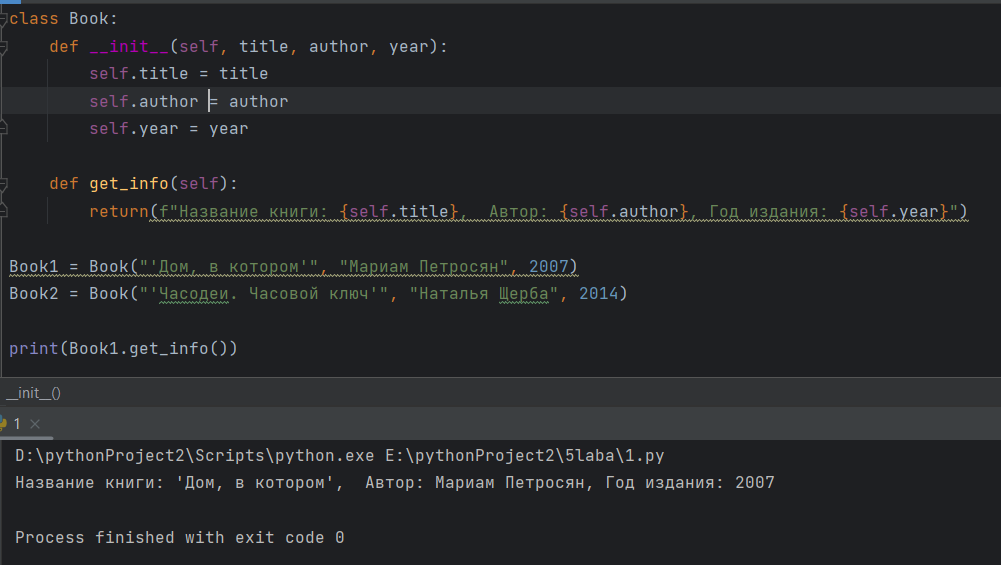 class Book:
    def __init__(self, title, author, year):
        self.title = title
        self.author = author
        self.year = year
    def get_info(self):
        return(f"Название книги: {self.title},  Автор: {self.author}, Год издания: {self.year}")
Book1 = Book("'Дом, в котором'", "Мариам Петросян", 2007)
Book2 = Book("'Часодеи. Часовой ключ'", "Наталья Щерба", 2014)
print(Book1.get_info())
__init__()
1
D:\pythonProject2\Scripts\python.exe E:\pythonProject2\5laba\1.py
Название книги: 'Дом, в котором',  Автор: Мариам Петросян, Год издания: 2007
Process finished with exit code 0